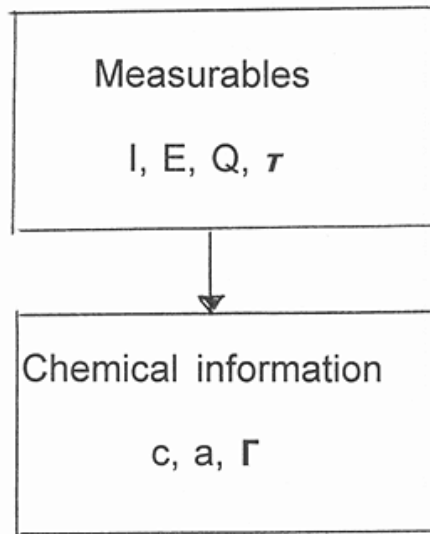 Measurables
I, E, Q, τ
Chemical information
c, a, Γ